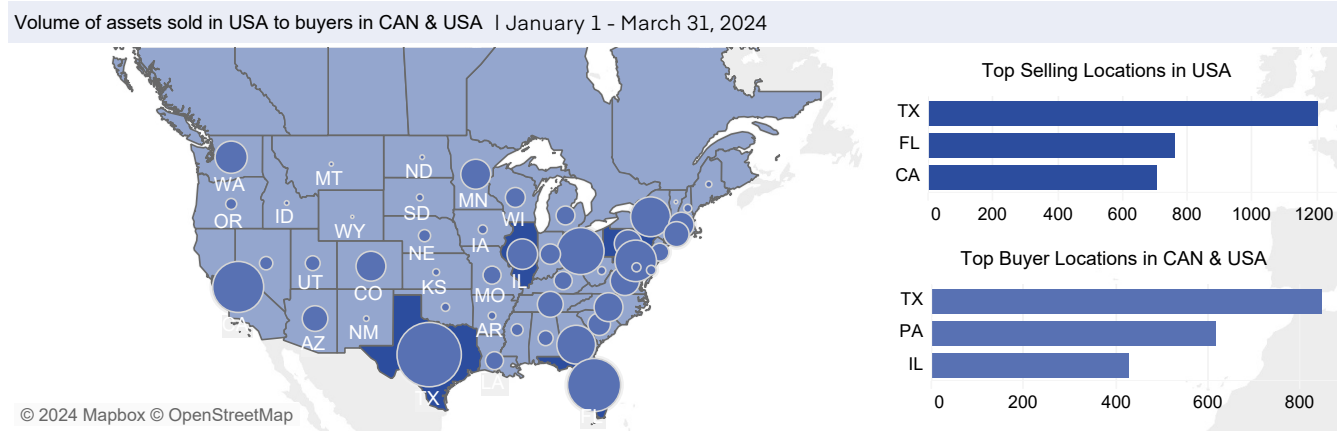 Volume of assets sold in USA to buyers in CAN & USA | January 1 - March 31, 2024
WA
MT
ND
MN
OR
ID
SD
WI
WY
IA
NE
UT
CO
KS
MO
IL
CA
AZ
NM
AR
LA
TX
FL
© 2024 Mapbox © OpenStreetMap
Top Selling Locations in USA
TX
FL
CA
0 200 400 600 800 1000 1200
Top Buyer Locations in CAN & USA
TX
PA
IL
0 200 400 600 800